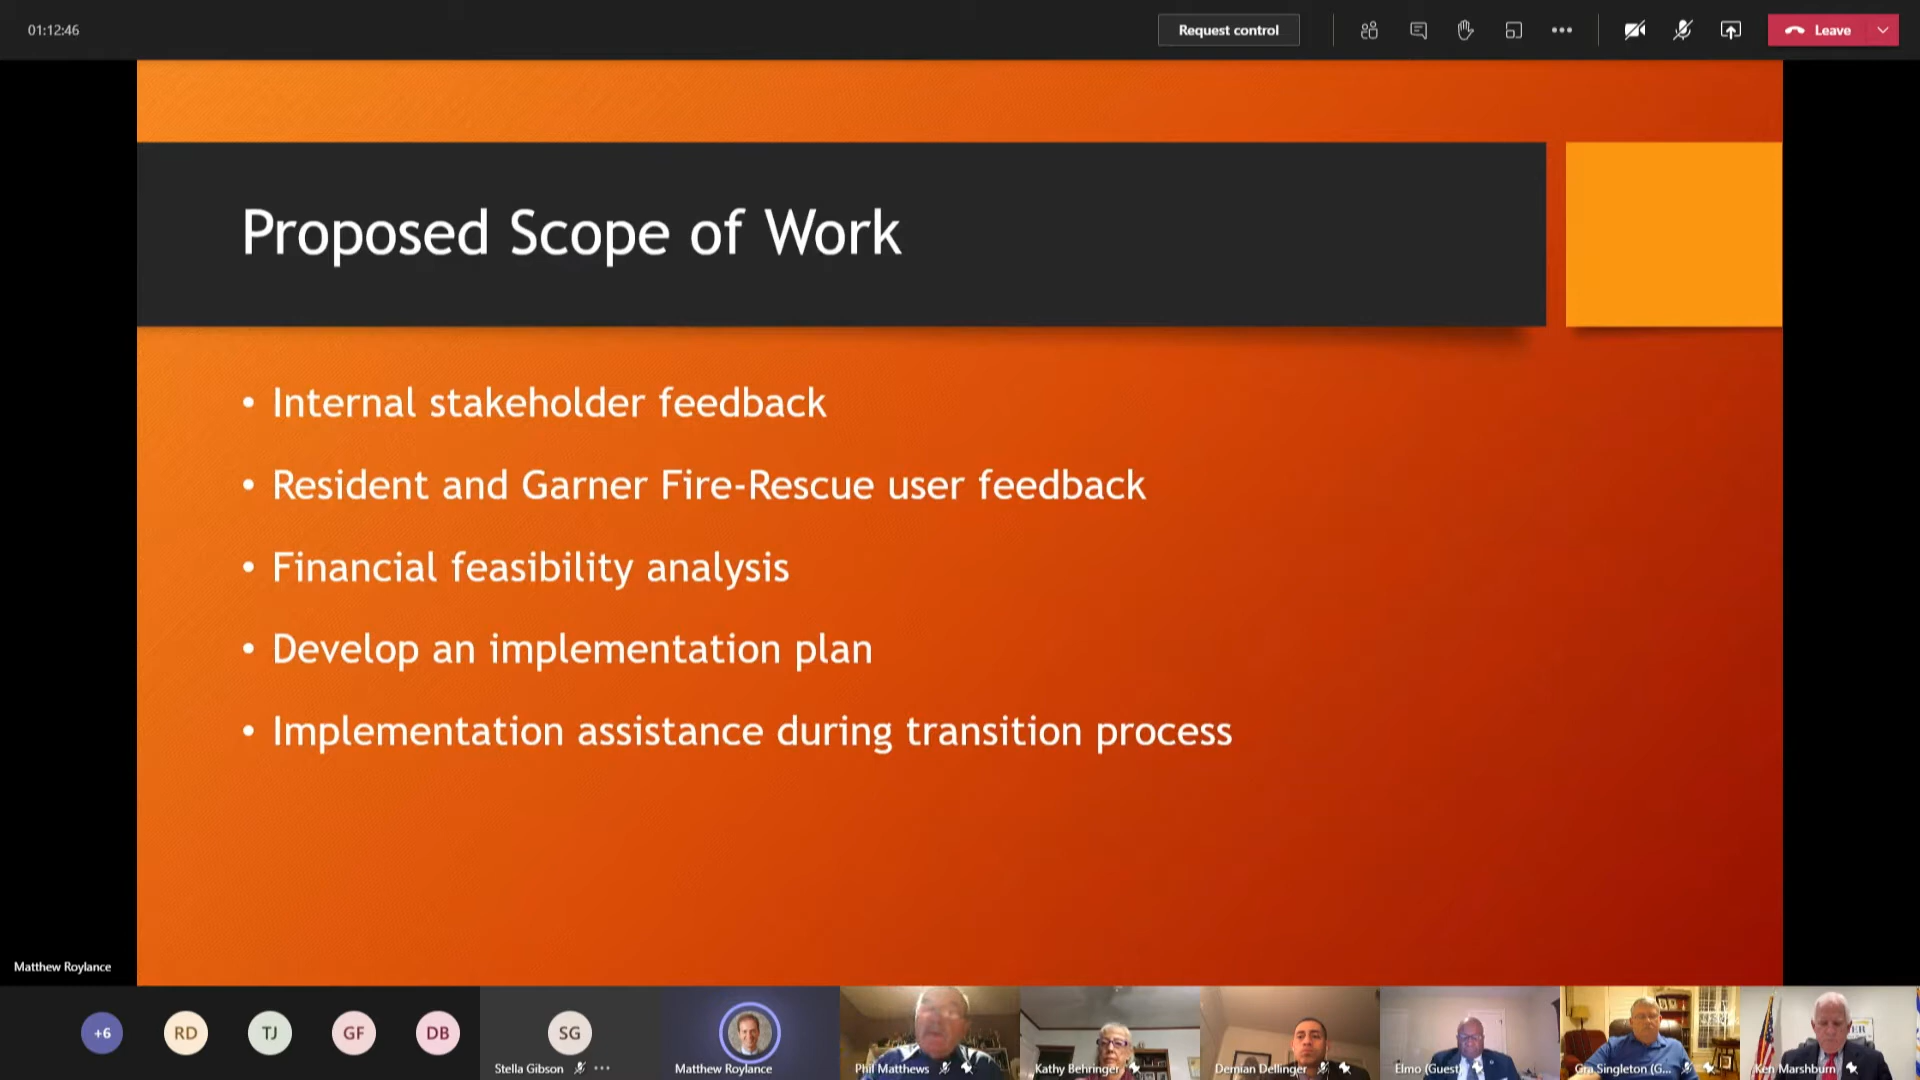 01:12:46
Request control
Leave
Proposed Scope of Work
• Internal stakeholder feedback
• Resident and Garner Fire-Rescue user feedback
• Financial feasibility analysis
• Develop an implementation plan
• Implementation assistance during transition process
Matthew Roylance
+6
RD
TJ
GF
DB
SG
Stella Gibson
Matthew Roylance
Phil Matthews
Kathy Behringer
Demian Dellinger
Elmo (Guest)
Gra Singleton (G...
Ken Marshburn